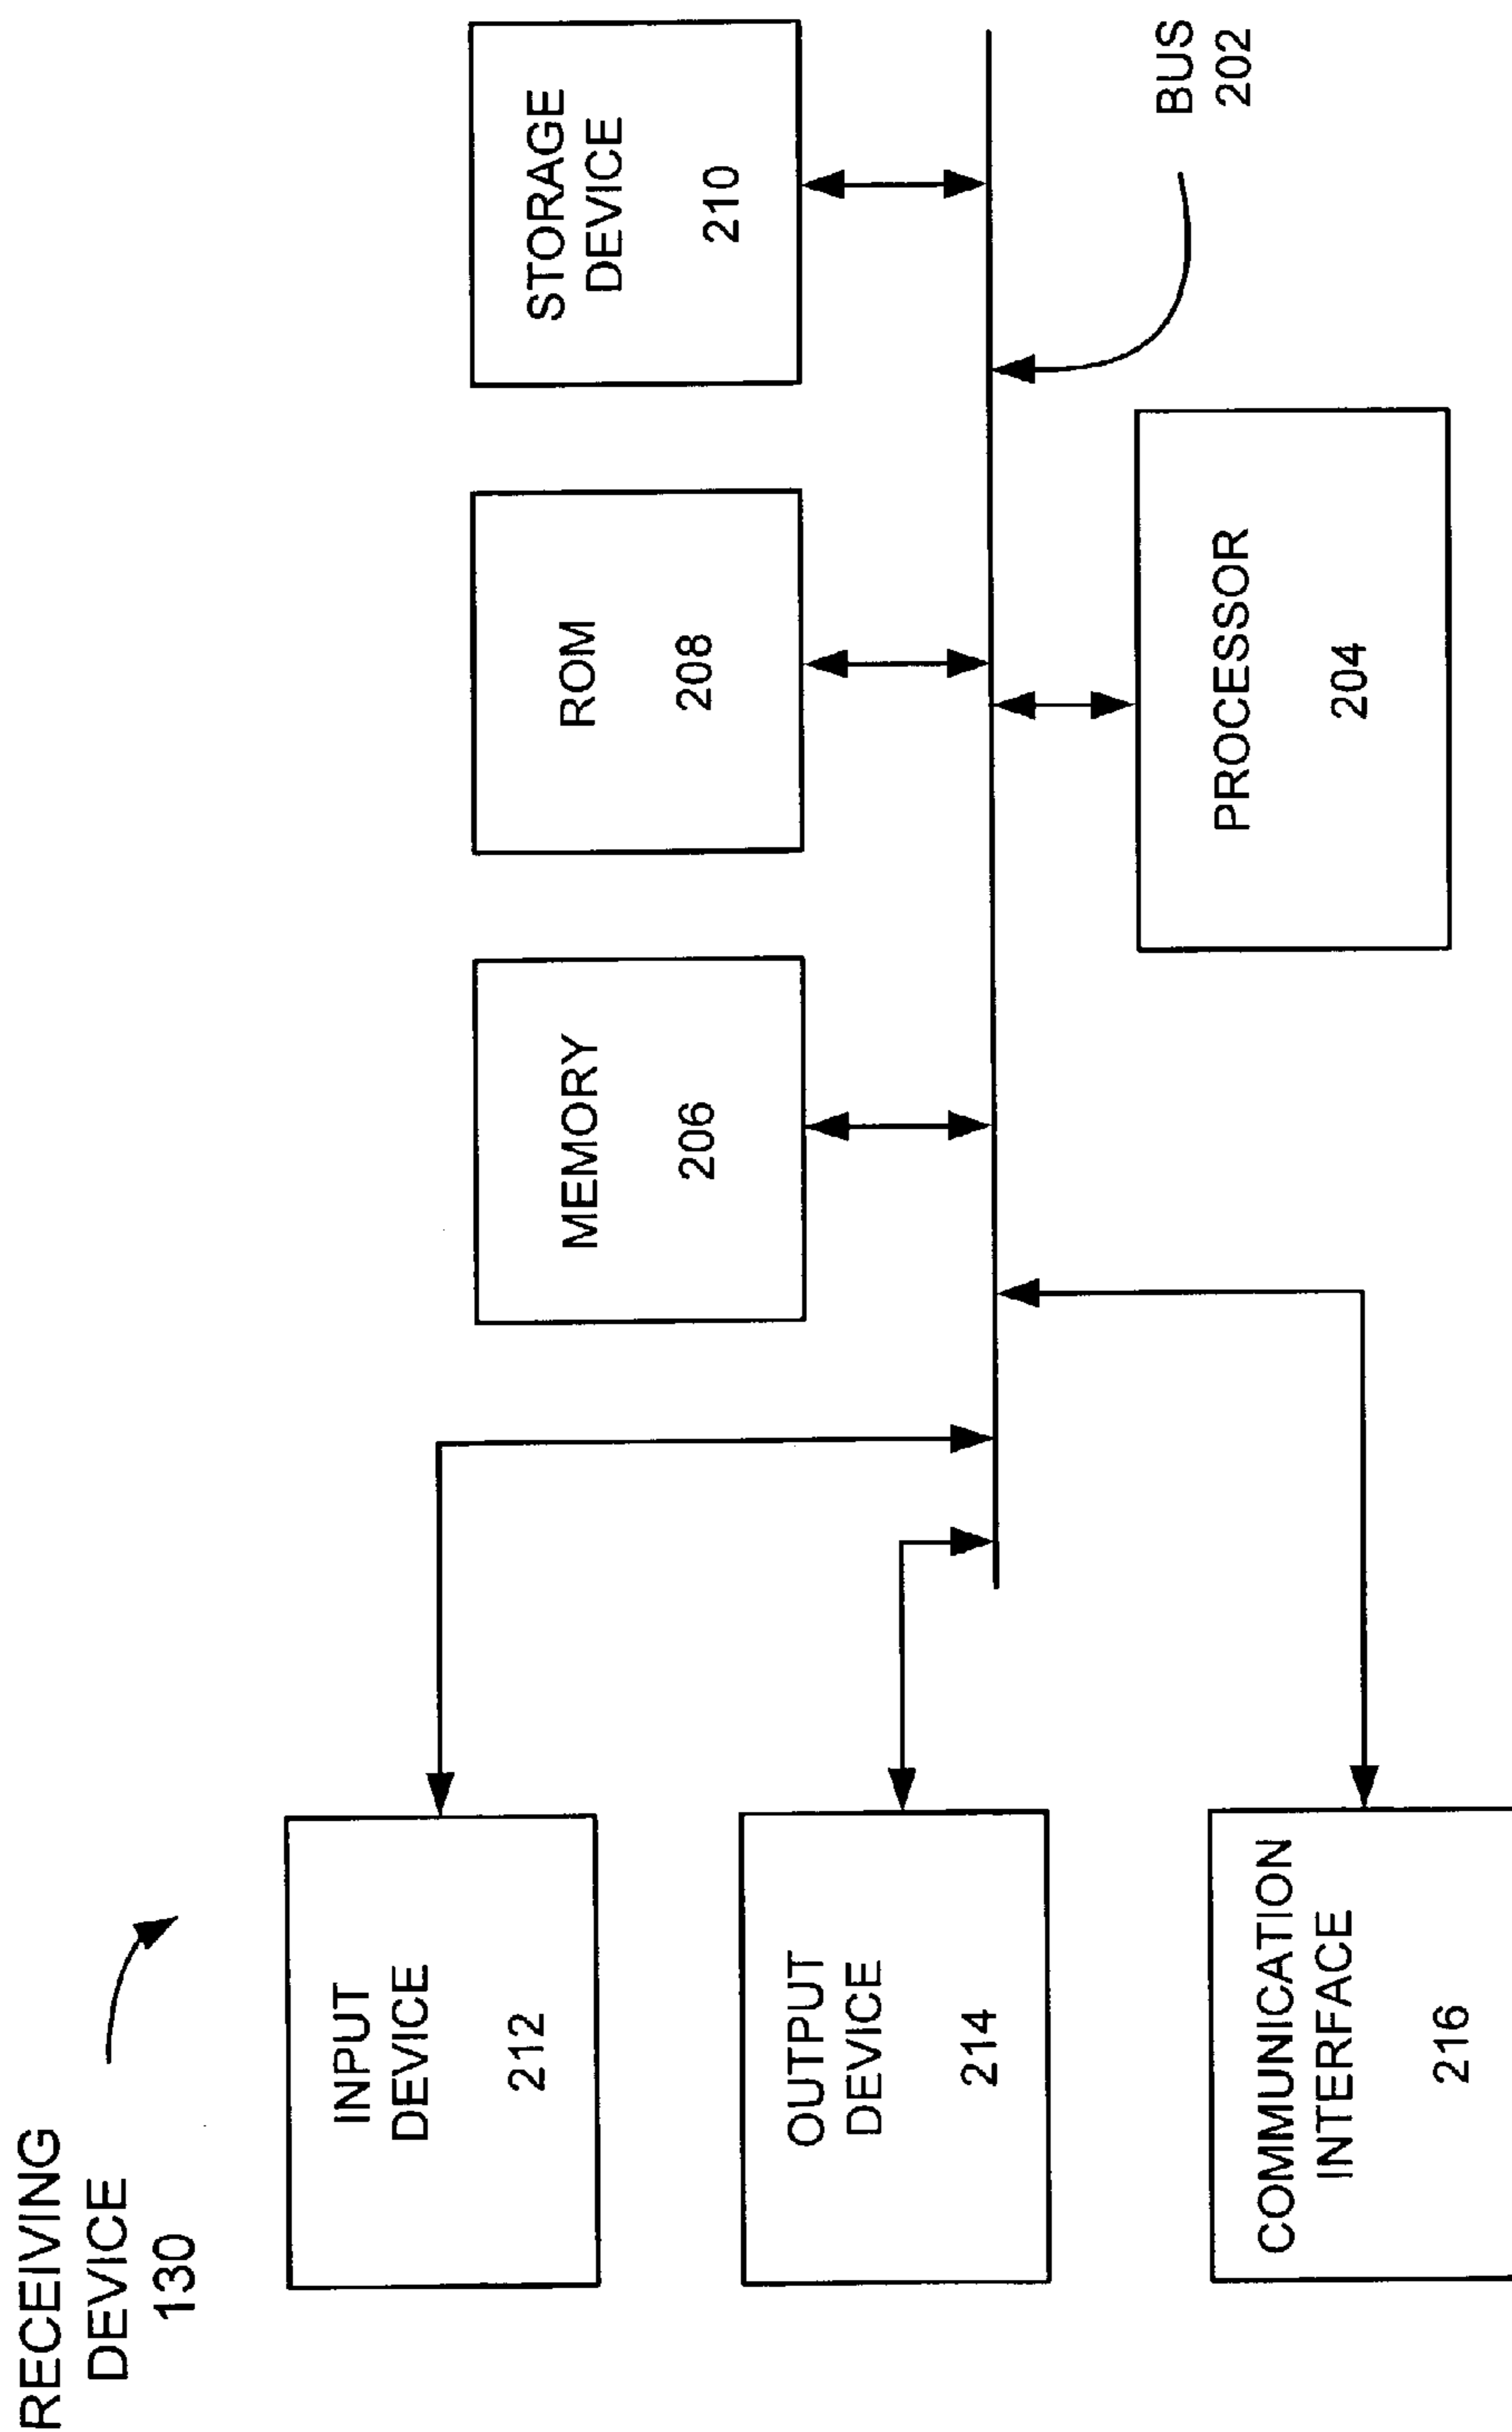 RECEIVING
DEVICE
130
INPUT
DEVICE
212
OUTPUT
DEVICE
214
COMMUNICATION
INTERFACE
216
MEMORY
206
ROM
208
STORAGE
DEVICE
210
PROCESSOR
204
BUS
202